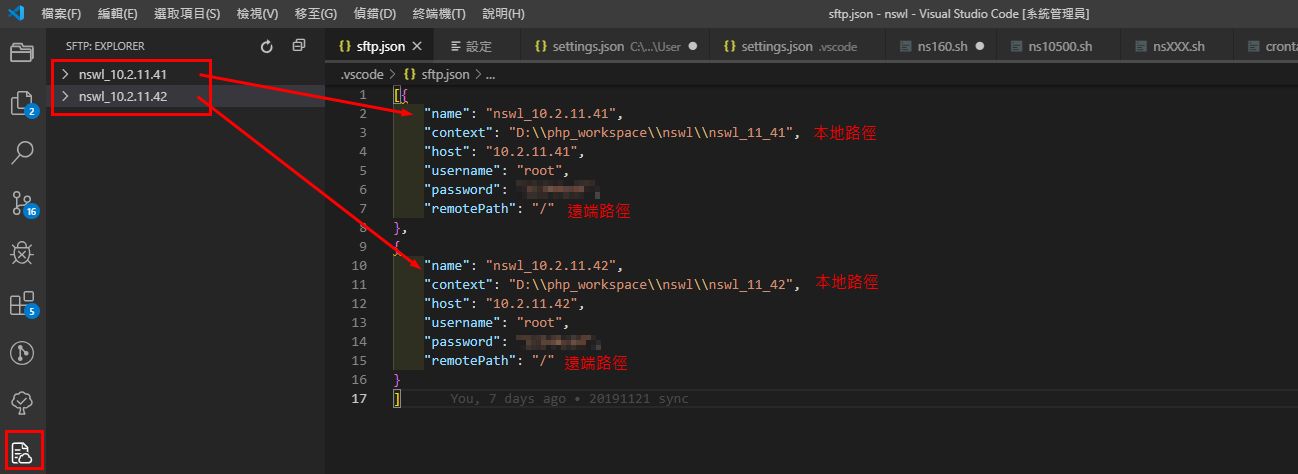 檔案(F) 編輯(E) 選取項目(S) 檢視(V) 移至(G) 偵錯(D) 終端機(T) 說明(H) sftp.json - nswl - Visual Studio Code [系統管理員]
SFTP: EXPLORER
nswl_10.2.11.41
nswl_10.2.11.42
2
16
5
{} sftp.json 設定 {} settings.json C:\...\User {} settings.json .vscode ns160.sh ns10500.sh nsXXX.sh cronta
.vscode > {} sftp.json > ...
1 [{
2 "name": "nswl_10.2.11.41",
3 "context": "D:\\php_workspace\\nswl\\nswl_11_41", 本地路徑
4 "host": "10.2.11.41",
5 "username": "root",
6 "password":
7 "remotePath": "/" 遠端路徑
8 },
9 {
10 "name": "nswl_10.2.11.42",
11 "context": "D:\\php_workspace\\nswl\\nswl_11_42", 本地路徑
12 "host": "10.2.11.42",
13 "username": "root",
14 "password":
15 "remotePath": "/" 遠端路徑
16 }
17 ] You, 7 days ago • 20191121 sync